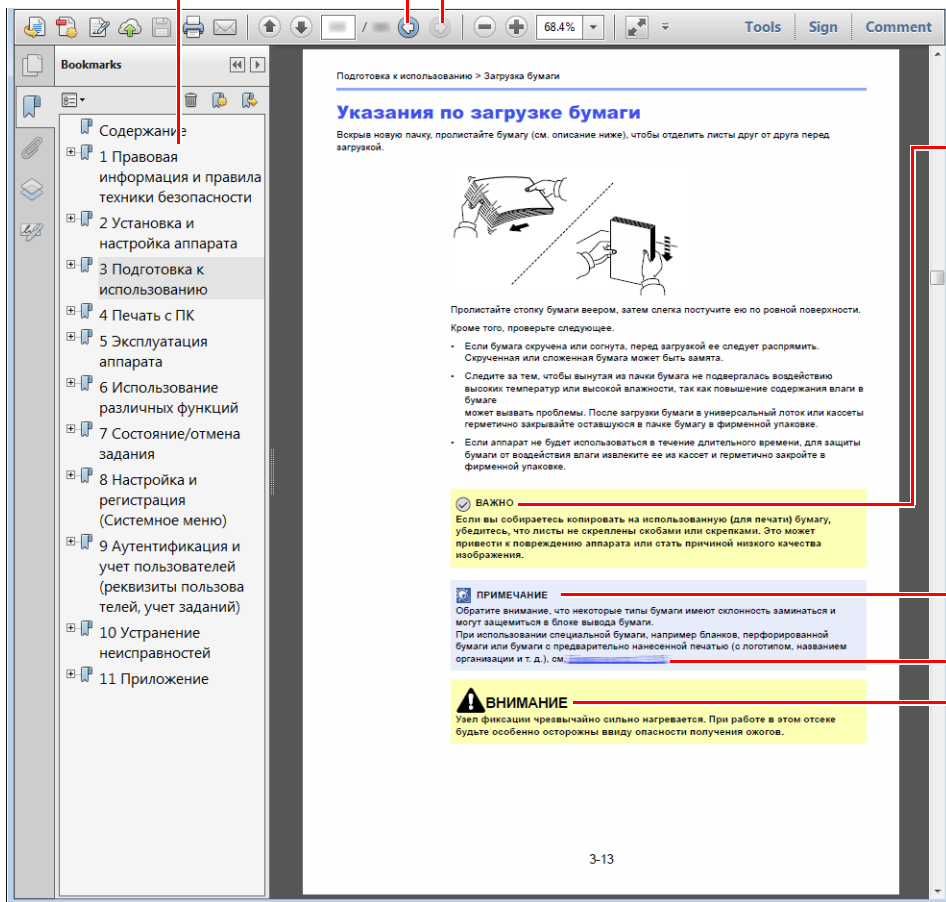 /
68.4%
Tools
Sign
Comment
Bookmarks
Содержание
1 Правовая
информация и правила
техники безопасности
2 Установка и
настройка аппарата
3 Подготовка к
использованию
4 Печать с ПК
5 Эксплуатация
аппарата
6 Использование
различных функций
7 Состояние/отмена
задания
8 Настройка и
регистрация
(Системное меню)
9 Аутентификация и
учет пользователей
(реквизиты пользова
телей, учет заданий)
10 Устранение
неисправностей
11 Приложение
Подготовка к использованию > Загрузка бумаги
Указания по загрузке бумаги
Вскрыв новую пачку, пролистайте бумагу (см. описание ниже), чтобы отделить листы друг от друга перед
загрузкой.
Пролистайте стопку бумаги веером, затем слегка постучите ею по ровной поверхности.
Кроме того, проверьте следующее.
• Если бумага скручена или согнута, перед загрузкой ее следует распрямить.
Скрученная или сложенная бумага может быть замята.
• Следите за тем, чтобы вынутая из пачки бумага не подвергалась воздействию
высоких температур или высокой влажности, так как повышение содержания влаги в
бумаге
может вызвать проблемы. После загрузки бумаги в универсальный лоток или кассеты
герметично закрывайте оставшуюся в пачке бумагу в фирменной упаковке.
• Если аппарат не будет использоваться в течение длительного времени, для защиты
бумаги от воздействия влаги извлеките ее из кассет и герметично закройте в
фирменной упаковке.
ВАЖНО
Если вы собираетесь копировать на использованную (для печати) бумагу,
убедитесь, что листы не скреплены скобами или скрепками. Это может
привести к повреждению аппарата или стать причиной низкого качества
изображения.
ПРИМЕЧАНИЕ
Обратите внимание, что некоторые типы бумаги имеют склонность заминаться и
могут защемиться в блоке вывода бумаги.
При использовании специальной бумаги, например бланков, перфорированной
бумаги или бумаги с предварительно нанесенной печатью (с логотипом, названием
организации и т. д.), см.
ВНИМАНИЕ
Узел фиксации чрезвычайно сильно нагревается. При работе в этом отсеке
будьте особенно осторожны ввиду опасности получения ожогов.
3-13